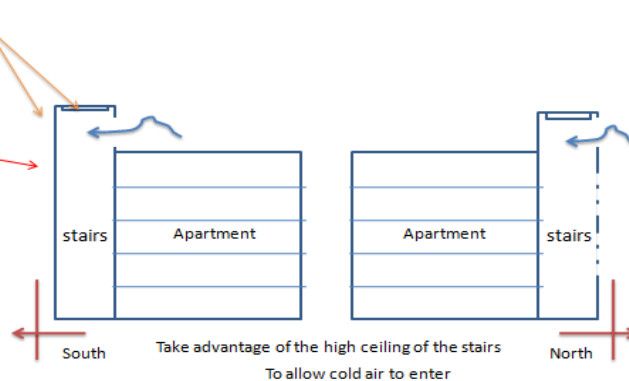 stairs
Apartment
Apartment
stairs
South
Take advantage of the high ceiling of the stairs
To allow cold air to enter
North